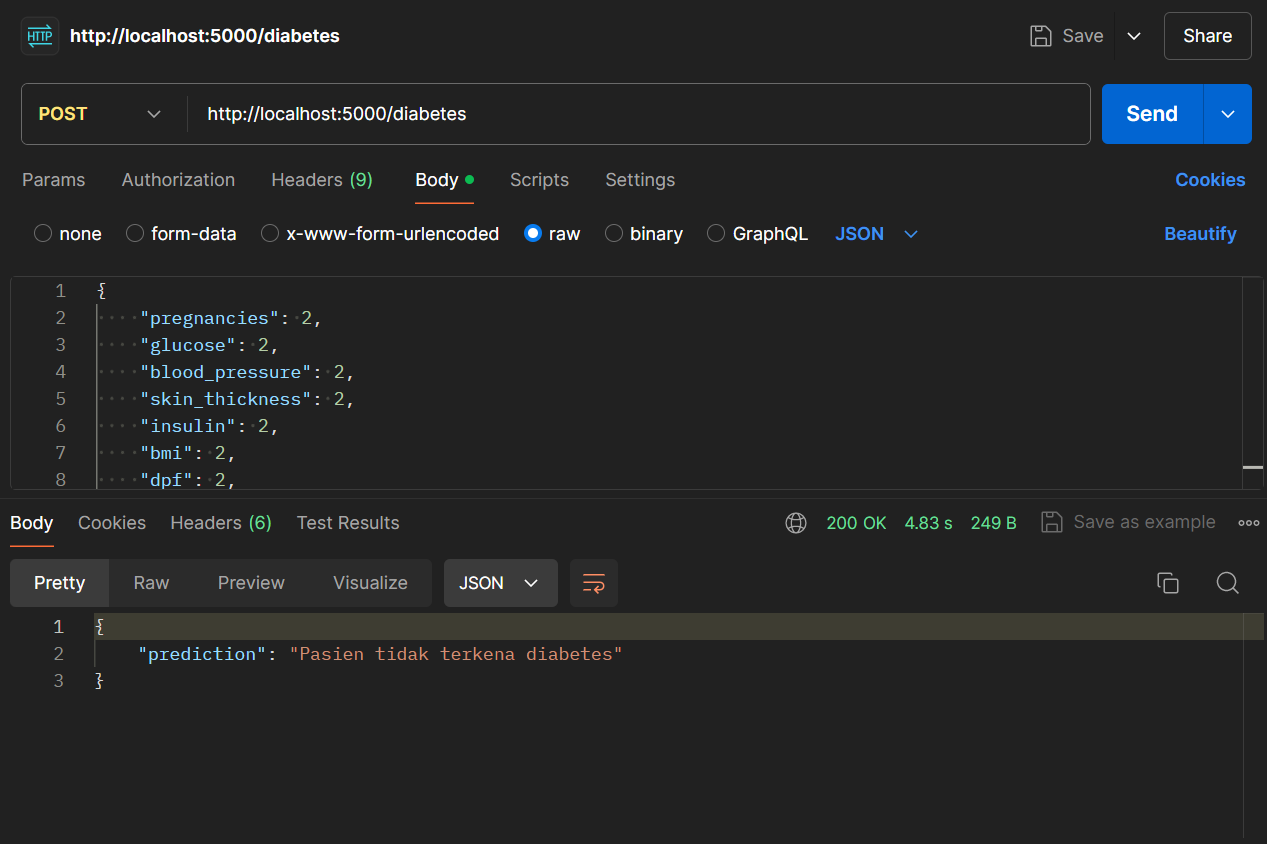 HTTP http://localhost:5000/diabetes Save Share
POST http://localhost:5000/diabetes Send
Params Authorization Headers (9) Body Scripts Settings Cookies
none form-data x-www-form-urlencoded raw binary GraphQL JSON Beautify
1 {
2 "pregnancies": 2,
3 "glucose": 2,
4 "blood_pressure": 2,
5 "skin_thickness": 2,
6 "insulin": 2,
7 "bmi": 2,
8 "dpf": 2,
Body Cookies Headers (6) Test Results 200 OK 4.83 s 249 B Save as example
Pretty Raw Preview Visualize JSON
1 {
2 "prediction": "Pasien tidak terkena diabetes"
3 }